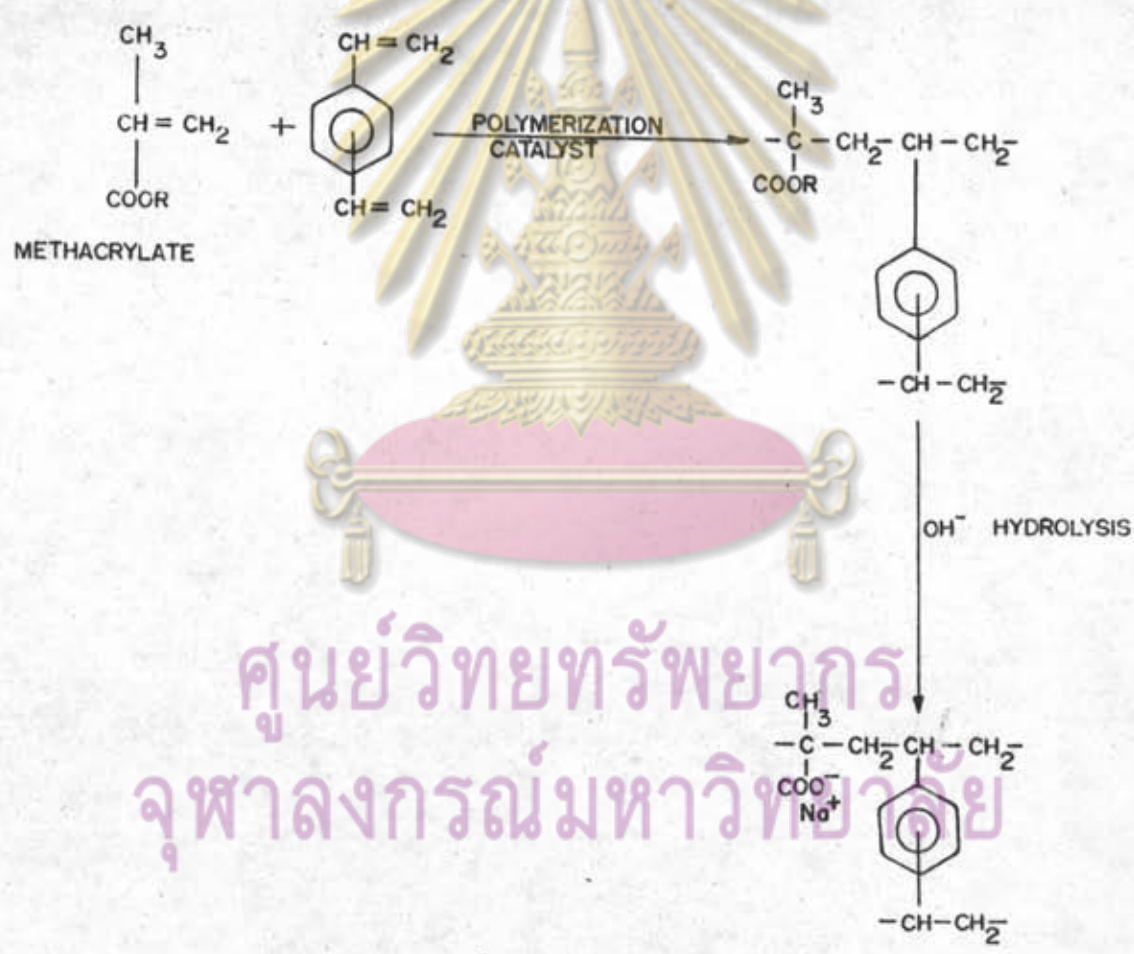 CH3
CH = CH2
COOR
METHACRYLATE
+
CH = CH2
CH = CH2
POLYMERIZATION
CATALYST
CH3
- C - CH2 - CH - CH2-
COOR
- CH - CH2-
OH- HYDROLYSIS
ศูนย์วิทยทรัพยากร
จุฬาลงกรณ์มหาวิทยาลัย
CH3
- C - CH2 - CH - CH2-
COO-
Na+
- CH - CH2-